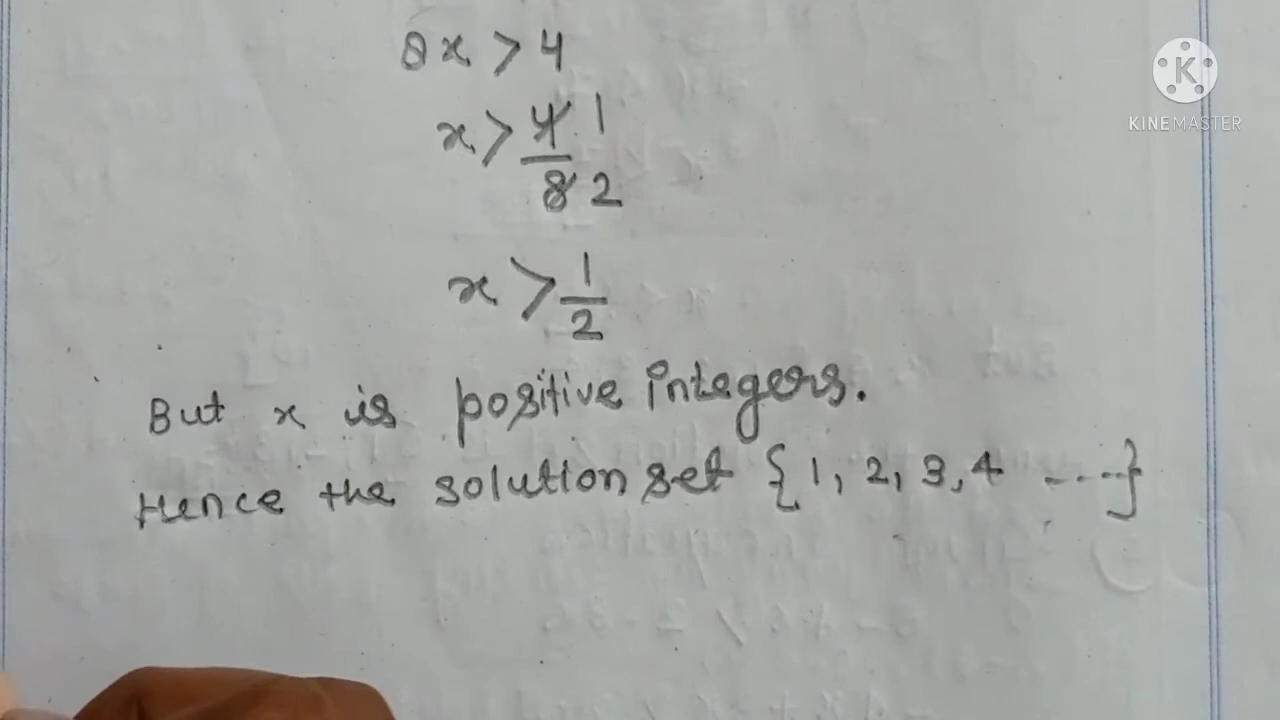 8x > 4
x > 4/8 1/2
x > 1/2
But x is positive integers.
Hence the solution set {1, 2, 3, 4 ....}
K
KINEMASTER